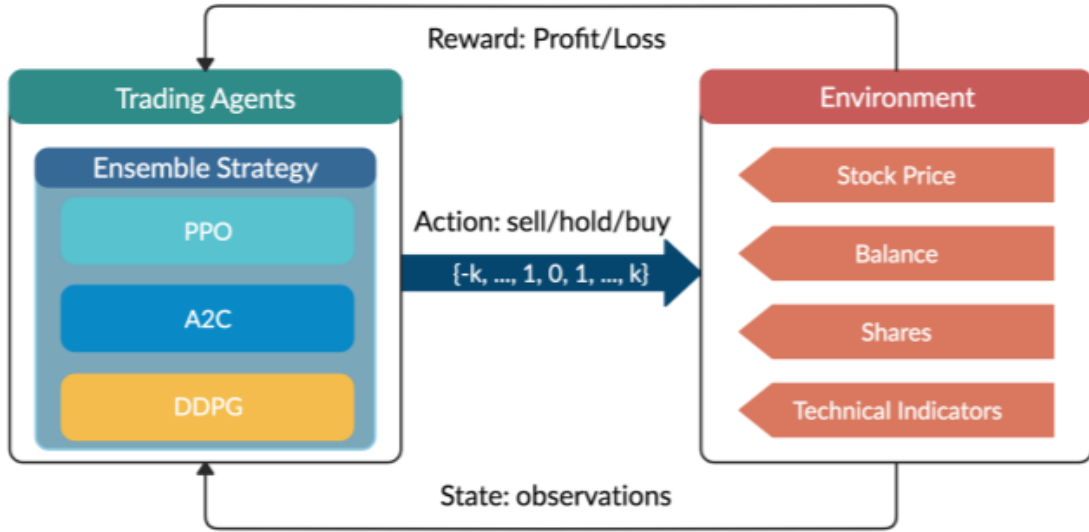 Reward: Profit/Loss
Trading Agents
Environment
Ensemble Strategy
PPO
A2C
DDPG
Action: sell/hold/buy
{-k, ..., 1, 0, 1, ..., k}
Stock Price
Balance
Shares
Technical Indicators
State: observations